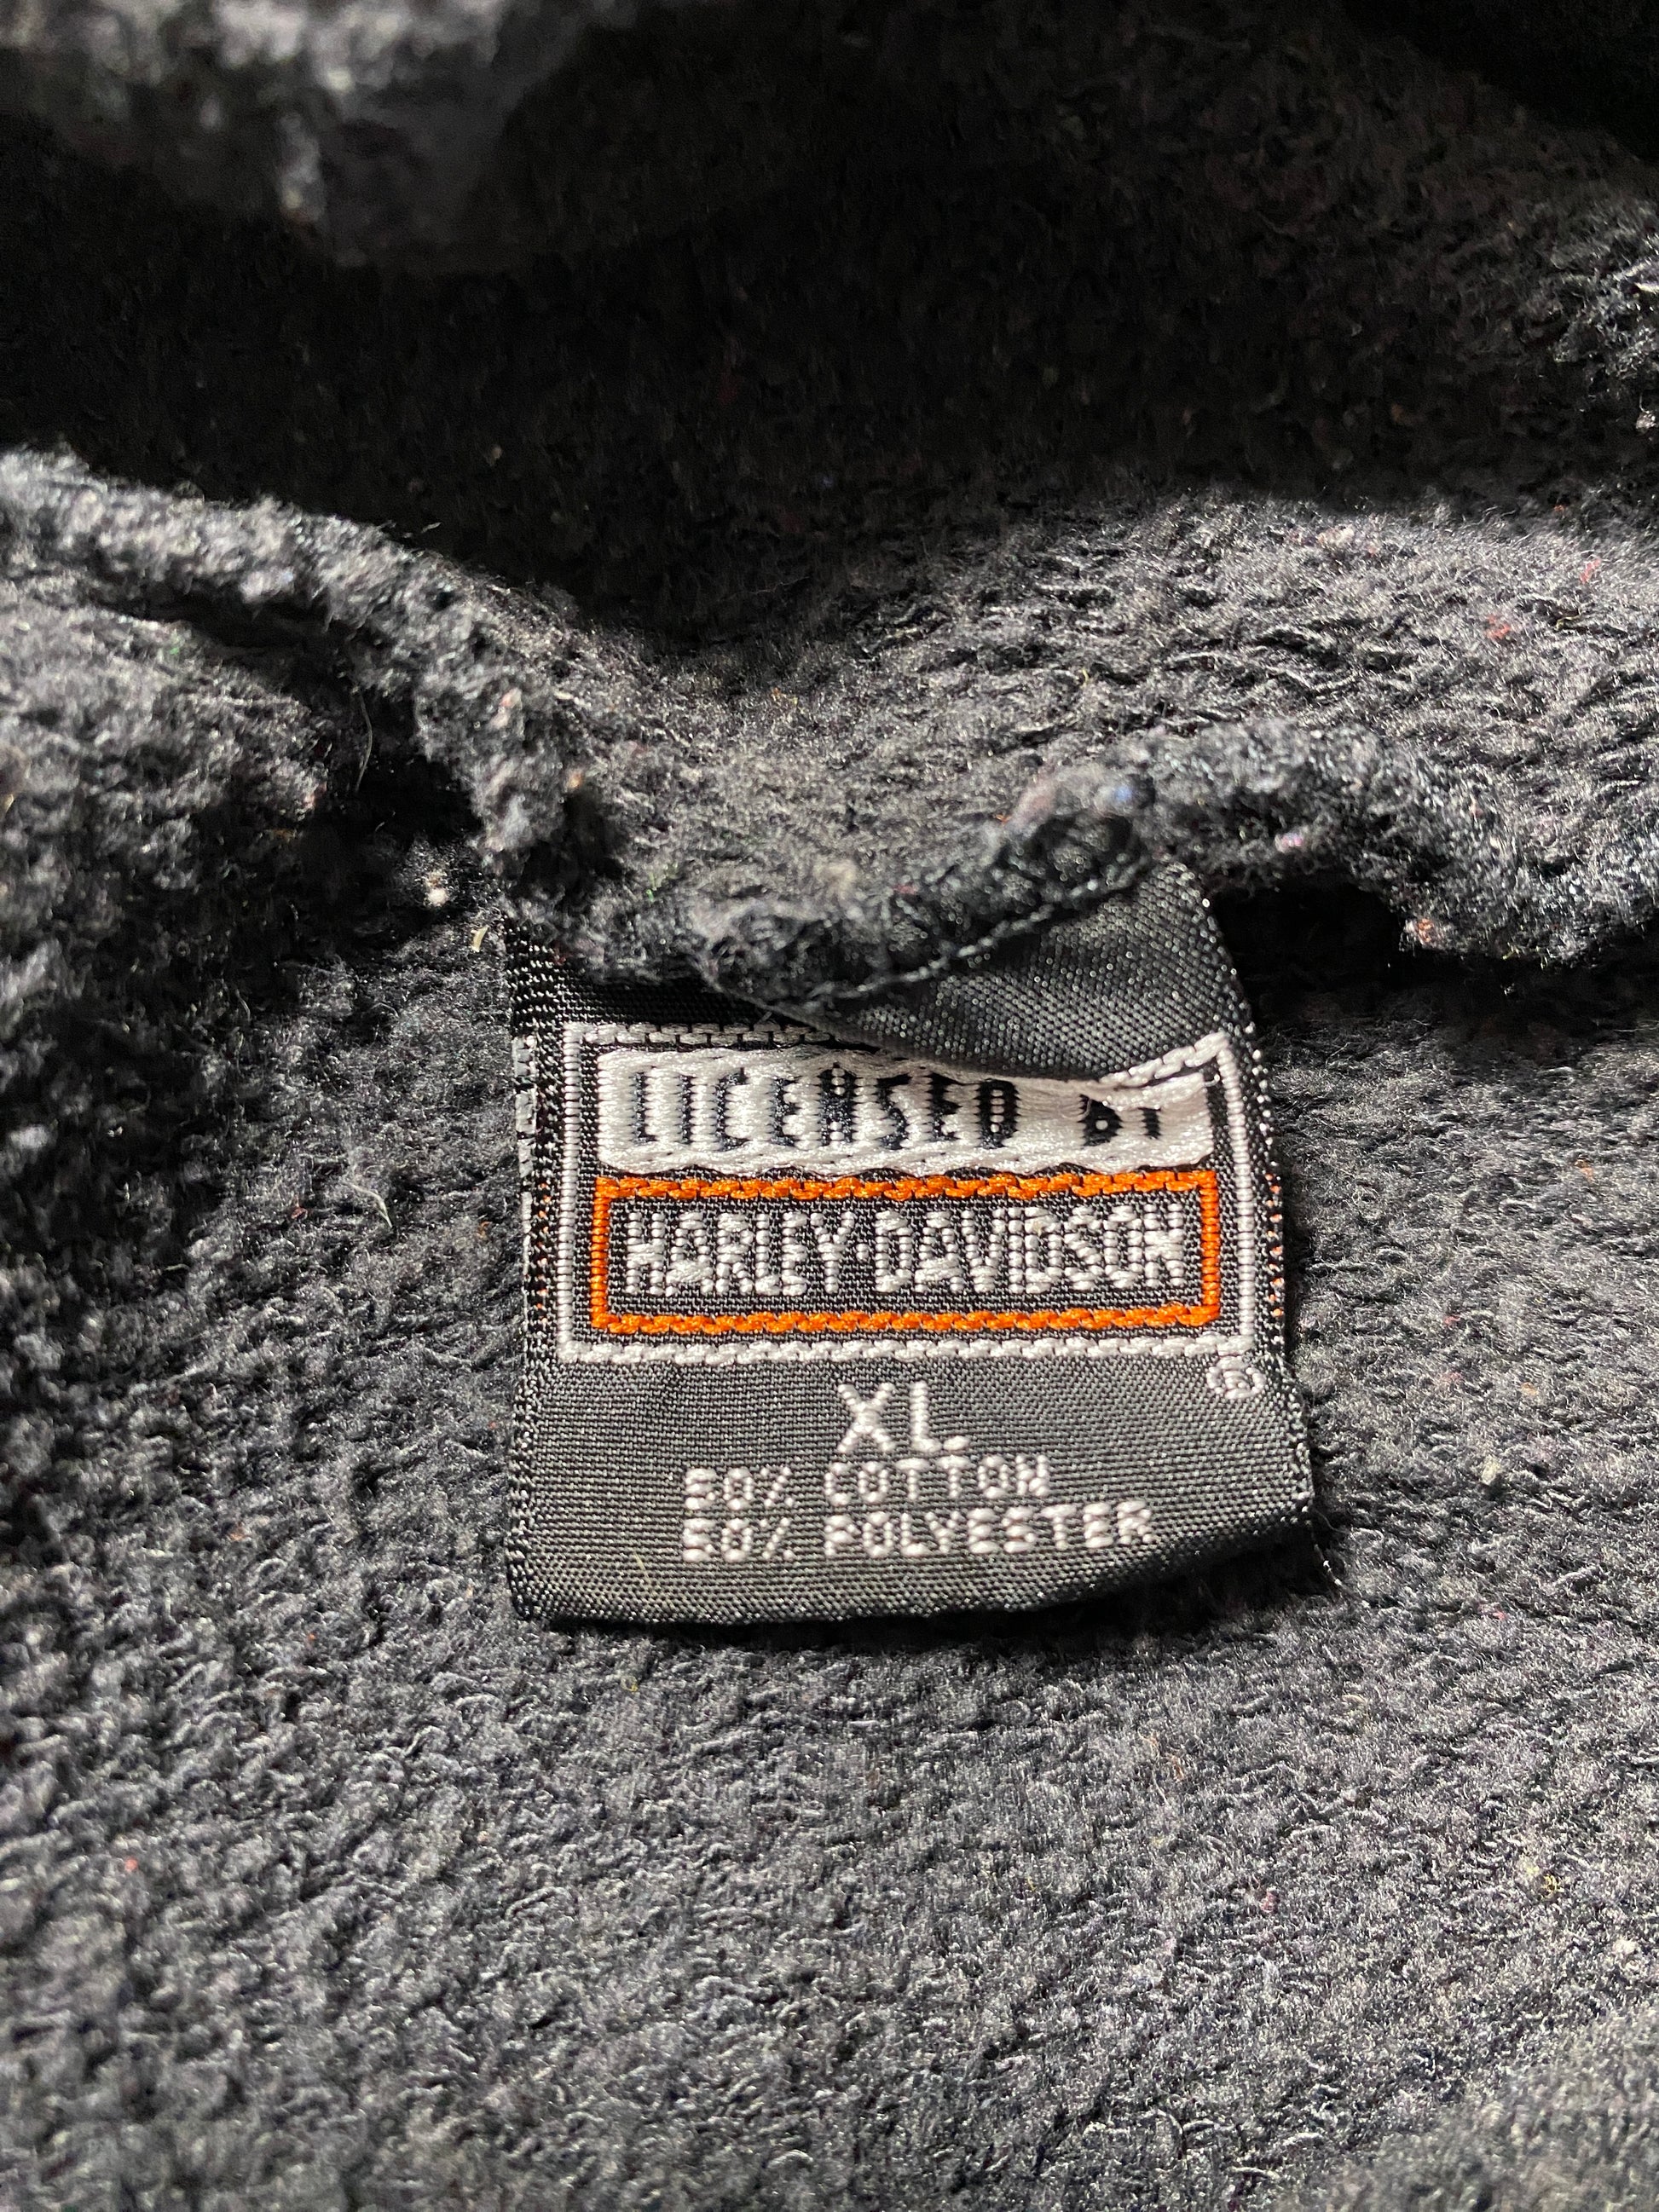 LICENSED BY
HARLEY-DAVIDSON
®
XL
50% COTTON
50% POLYESTER